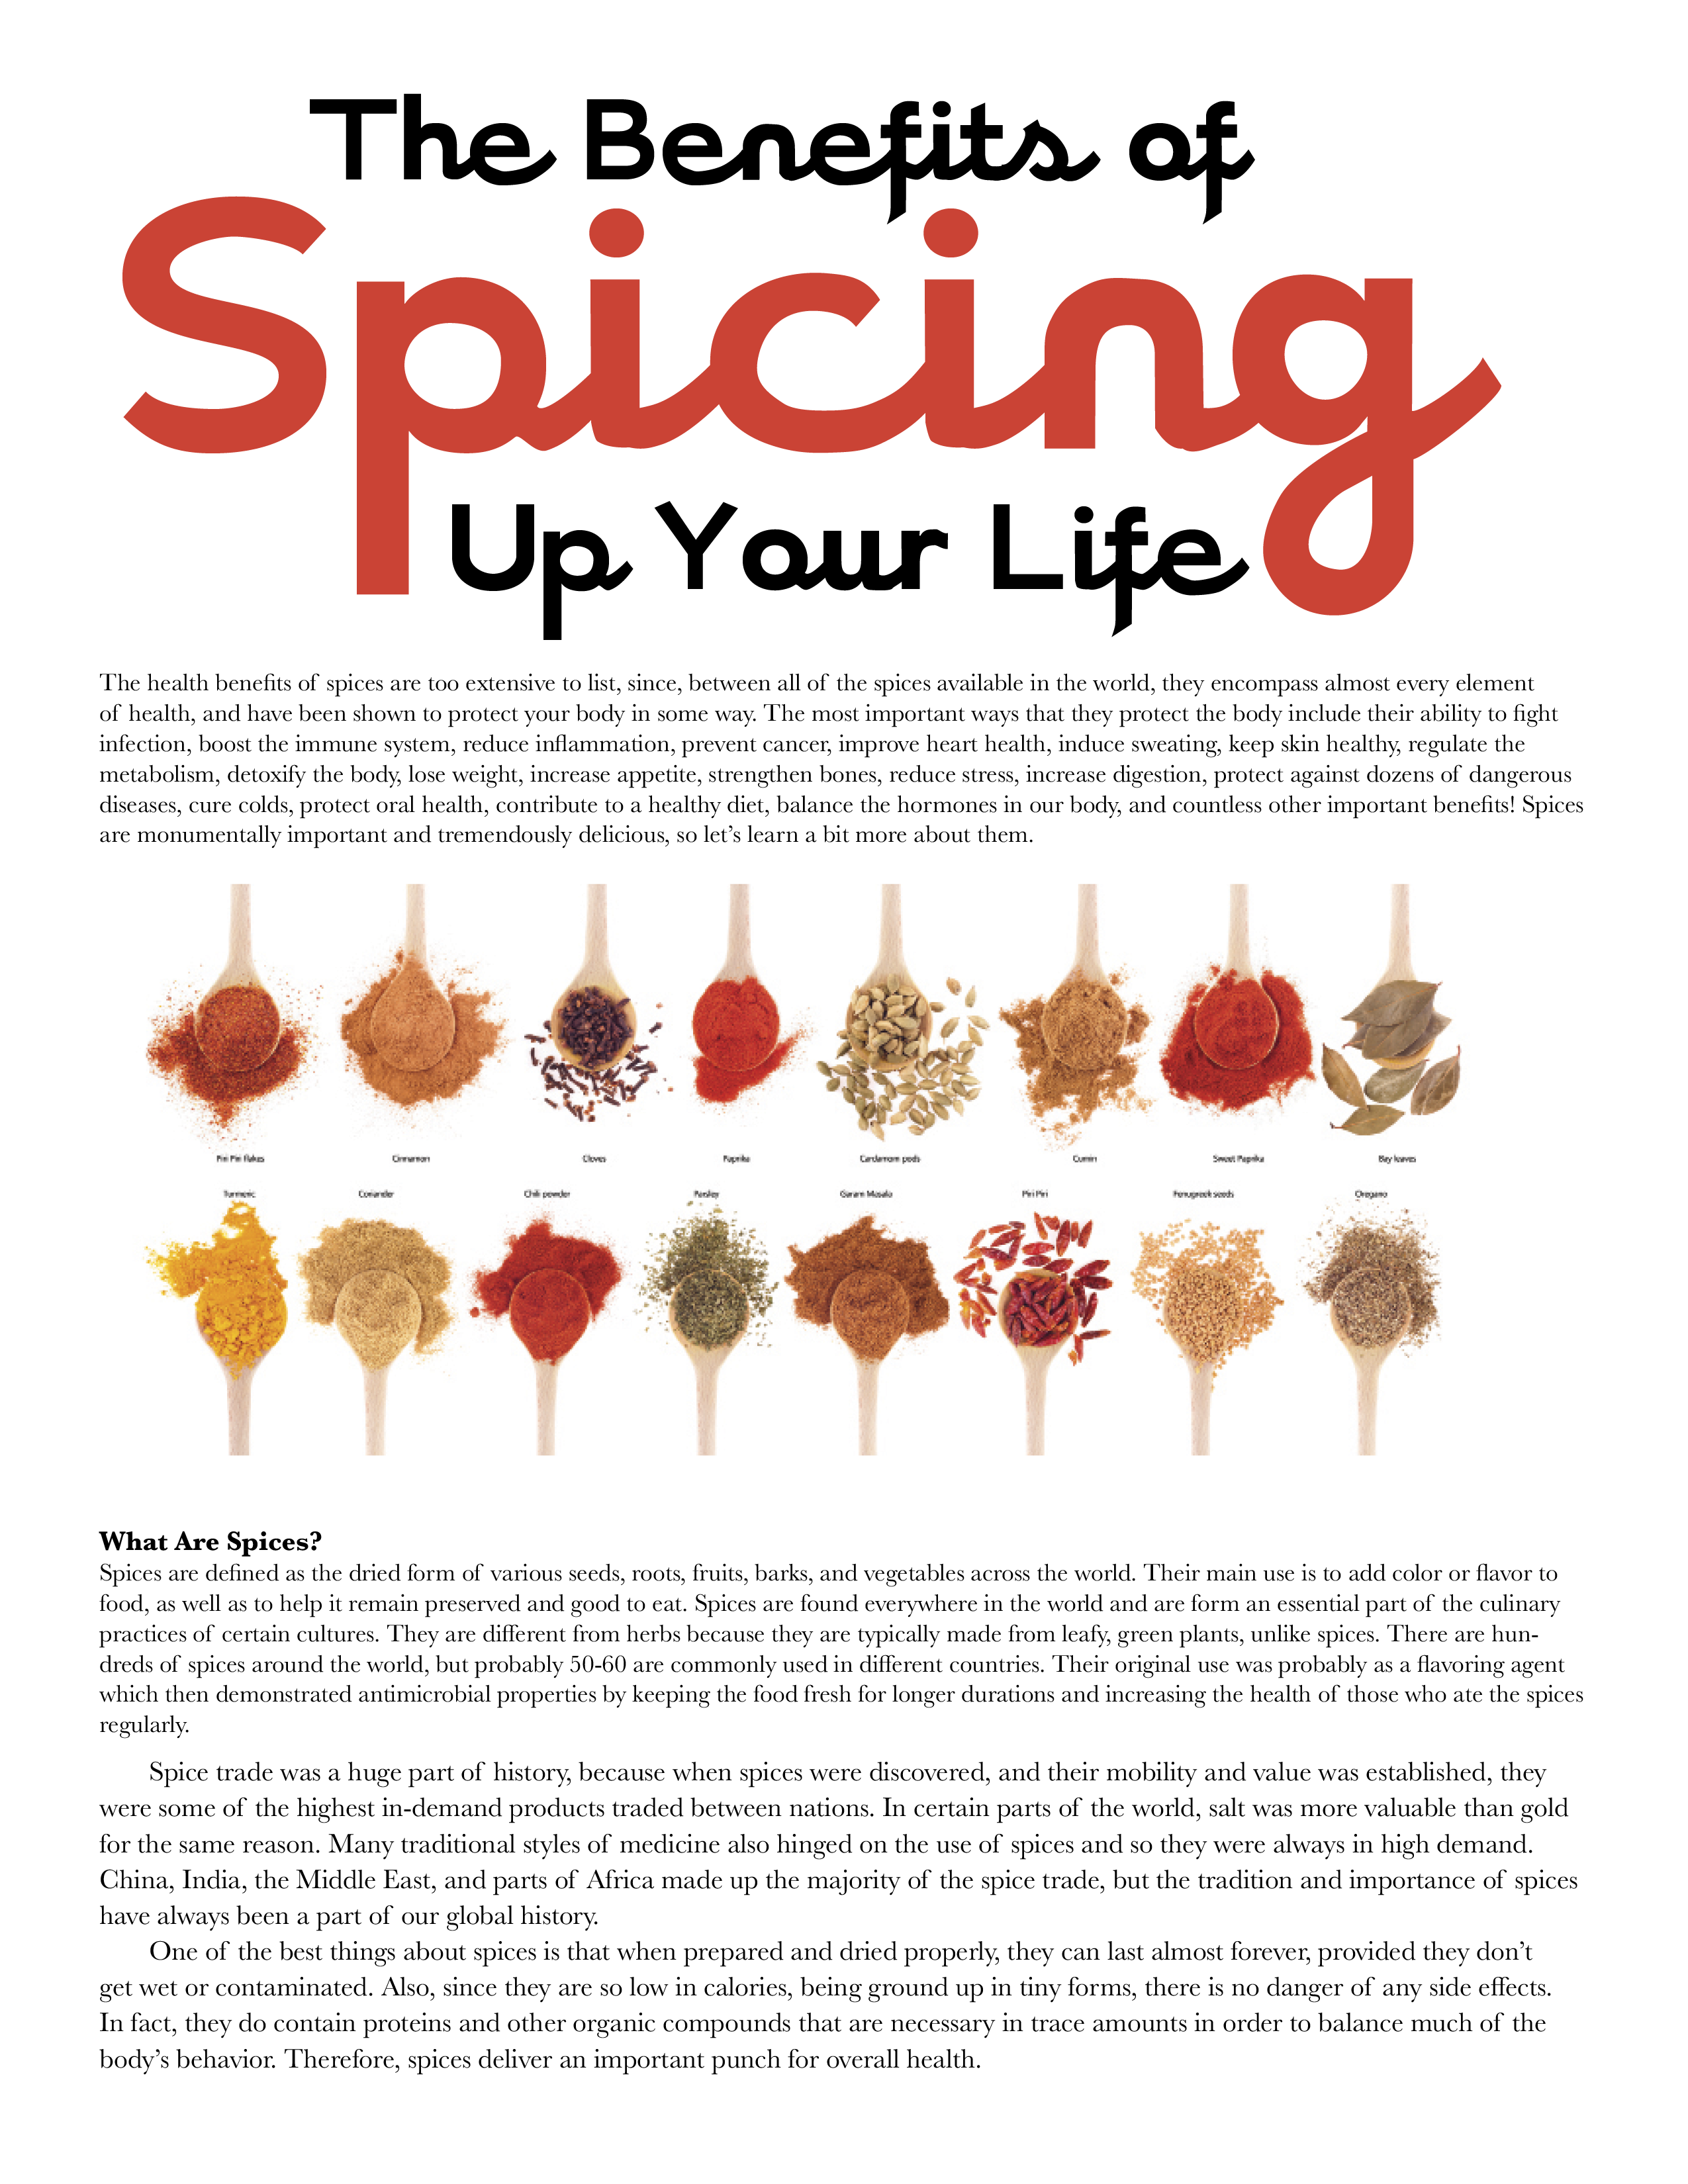 The Benefits of
Spicing
Up Your Life
The health benefits of spices are too extensive to list, since, between all of the spices available in the world, they encompass almost every element
of health, and have been shown to protect your body in some way. The most important ways that they protect the body include their ability to fight
infection, boost the immune system, reduce inflammation, prevent cancer, improve heart health, induce sweating, keep skin healthy, regulate the
metabolism, detoxify the body, lose weight, increase appetite, strengthen bones, reduce stress, increase digestion, protect against dozens of dangerous
diseases, cure colds, protect oral health, contribute to a healthy diet, balance the hormones in our body, and countless other important benefits! Spices
are monumentally important and tremendously delicious, so let’s learn a bit more about them.
Piri Piri flakes Cinnamon Cloves Paprika Cardamom pods Cumin Sweet Paprika Bay leaves
Turmeric Coriander Chili powder Parsley Garam Masala Piri Piri Fenugreek seeds Oregano
What Are Spices?
Spices are defined as the dried form of various seeds, roots, fruits, barks, and vegetables across the world. Their main use is to add color or flavor to
food, as well as to help it remain preserved and good to eat. Spices are found everywhere in the world and are form an essential part of the culinary
practices of certain cultures. They are different from herbs because they are typically made from leafy, green plants, unlike spices. There are hun-
dreds of spices around the world, but probably 50-60 are commonly used in different countries. Their original use was probably as a flavoring agent
which then demonstrated antimicrobial properties by keeping the food fresh for longer durations and increasing the health of those who ate the spices
regularly.
Spice trade was a huge part of history, because when spices were discovered, and their mobility and value was established, they
were some of the highest in-demand products traded between nations. In certain parts of the world, salt was more valuable than gold
for the same reason. Many traditional styles of medicine also hinged on the use of spices and so they were always in high demand.
China, India, the Middle East, and parts of Africa made up the majority of the spice trade, but the tradition and importance of spices
have always been a part of our global history.
One of the best things about spices is that when prepared and dried properly, they can last almost forever, provided they don’t
get wet or contaminated. Also, since they are so low in calories, being ground up in tiny forms, there is no danger of any side effects.
In fact, they do contain proteins and other organic compounds that are necessary in trace amounts in order to balance much of the
body’s behavior. Therefore, spices deliver an important punch for overall health.